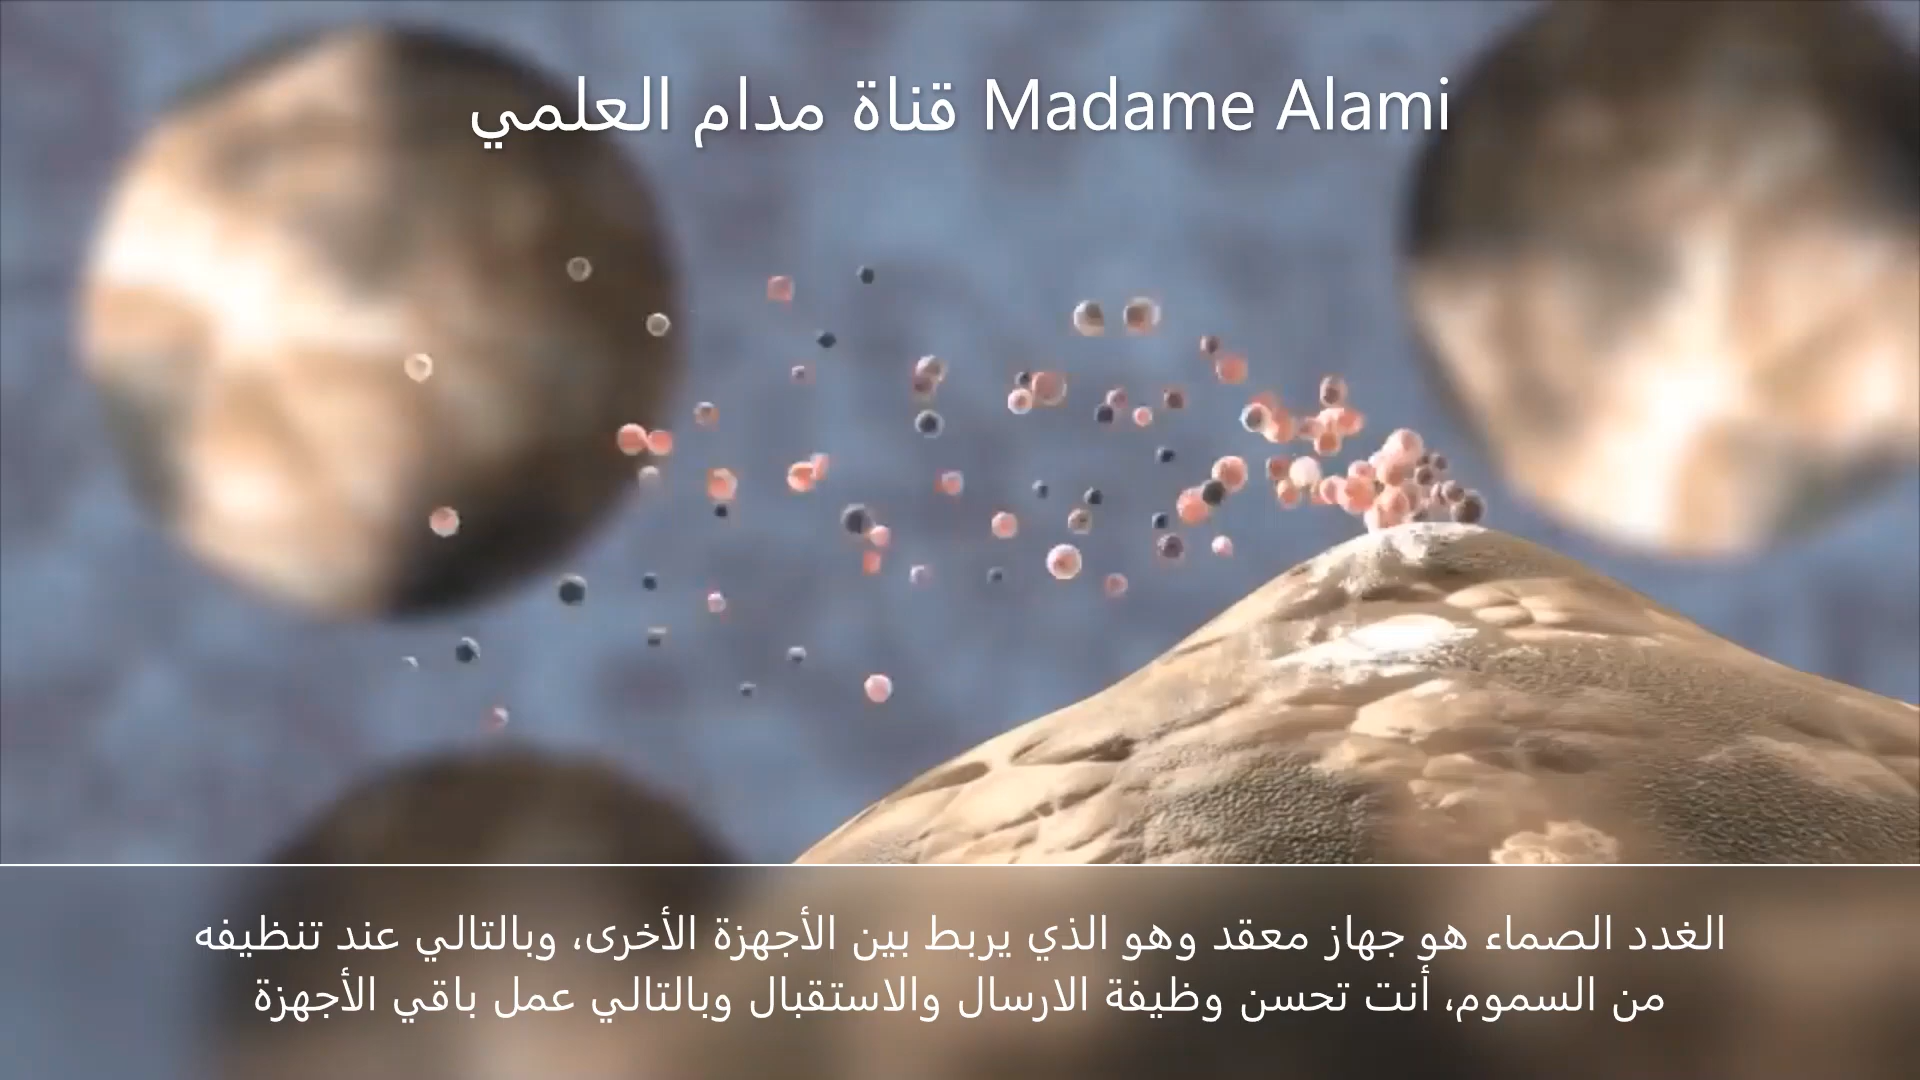 قناة مدام العلمي Madame Alami
الغدد الصماء هو جهاز معقد وهو الذي يربط بين الأجهزة الأخرى، وبالتالي عند تنظيفه
من السموم، أنت تحسن وظيفة الارسال والاستقبال وبالتالي عمل باقي الأجهزة